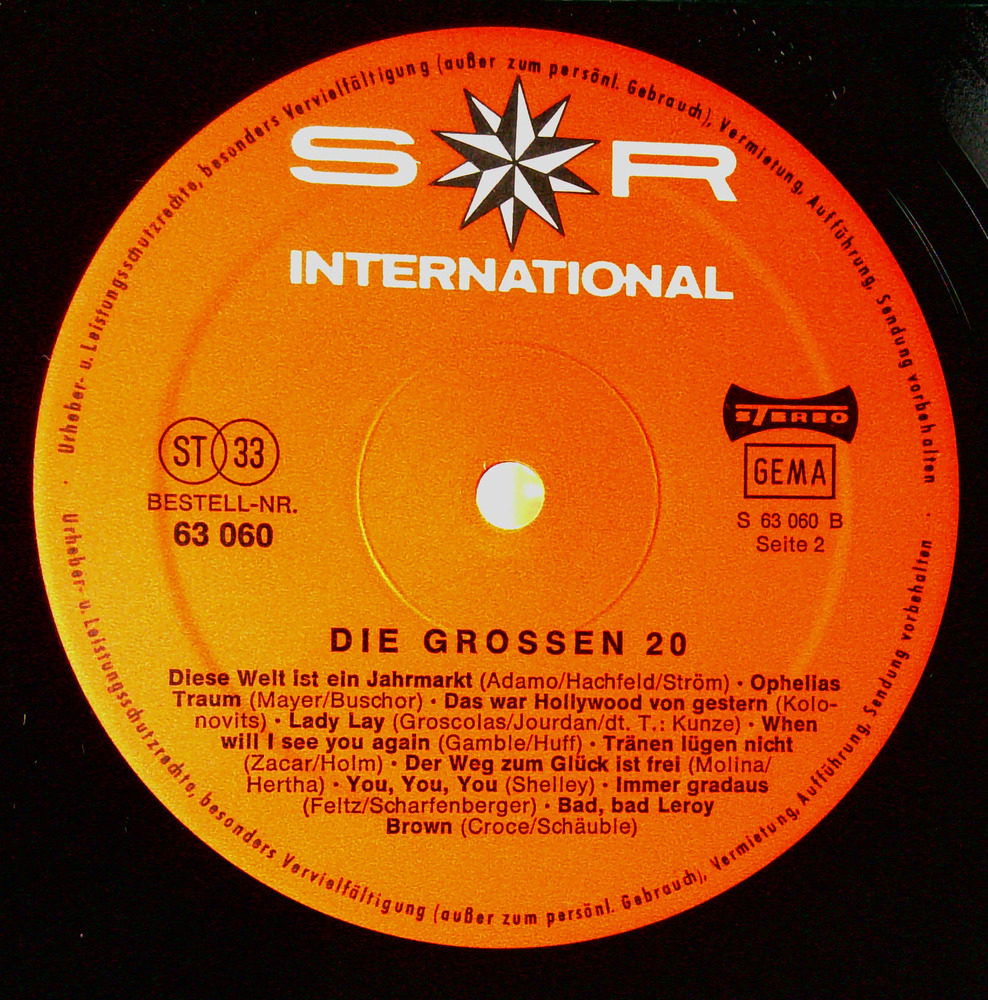 Urheber- u. Leistungsschutzrechte, besonders Vervielfältigung (außer zum persönl. Gebrauch), Vermietung, Aufführung, Sendung vorbehalten
S R
INTERNATIONAL
STEREO
ST 33
GEMA
BESTELL-NR.
63 060
S 63 060 B
Seite 2
DIE GROSSEN 20
Diese Welt ist ein Jahrmarkt (Adamo/Hachfeld/Ström) · Ophelias
Traum (Mayer/Buschor) · Das war Hollywood von gestern (Kolo-
novits) · Lady Lay (Groscolas/Jourdan/dt. T.: Kunze) · When
will I see you again (Gamble/Huff) · Tränen lügen nicht
(Zacar/Holm) · Der Weg zum Glück ist frei (Molina/
Hertha) · You, You, You (Shelley) · Immer gradaus
(Feltz/Scharfenberger) · Bad, bad Leroy
Brown (Croce/Schäuble)
Urheber- u. Leistungsschutzrechte, besonders Vervielfältigung (außer zum persönl. Gebrauch), Vermietung, Aufführung, Sendung vorbehalten